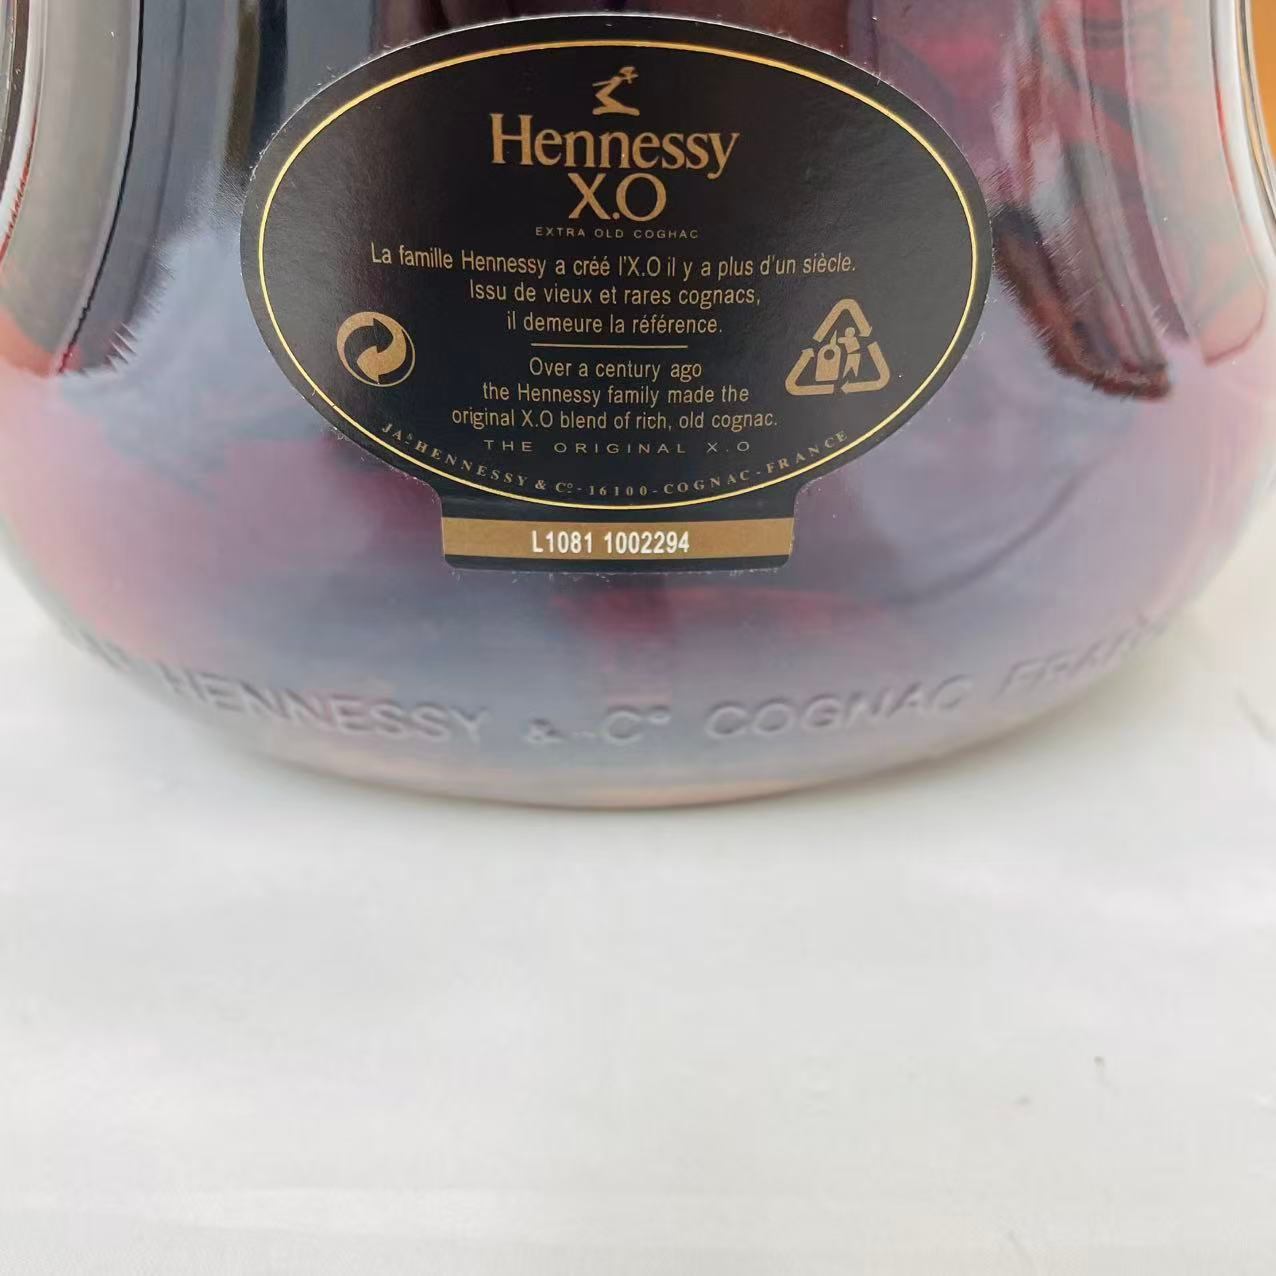 Hennessy
X.O
EXTRA OLD COGNAC
La famille Hennessy a créé l'X.O il y a plus d'un siècle.
Issu de vieux et rares cognacs,
il demeure la référence.
Over a century ago
the Hennessy family made the
original X.O blend of rich, old cognac.
THE ORIGINAL X.O
JAˢ HENNESSY & Cº - 16100 - COGNAC - FRANCE
L1081 1002294
HENNESSY & Cº COGNAC FRANCE